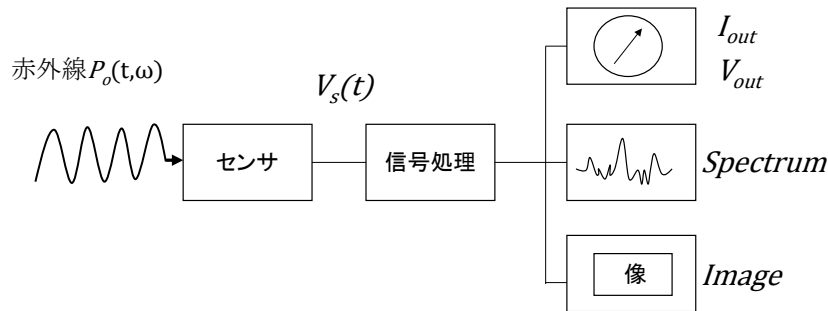 赤外線P_o(t,ω)
V_s(t)
センサ
信号処理
I_out
V_out
Spectrum
像
Image